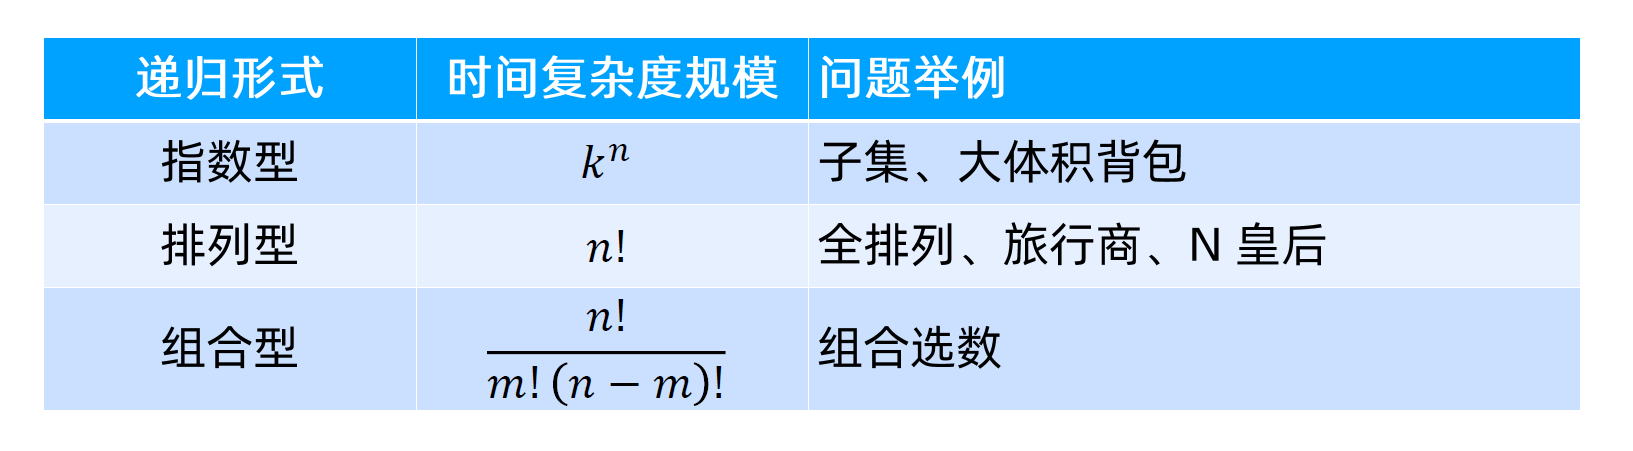 递归形式 时间复杂度规模 问题举例
指数型 kⁿ 子集、大体积背包
排列型 n! 全排列、旅行商、N 皇后
组合型 n!/(m!(n−m)!) 组合选数